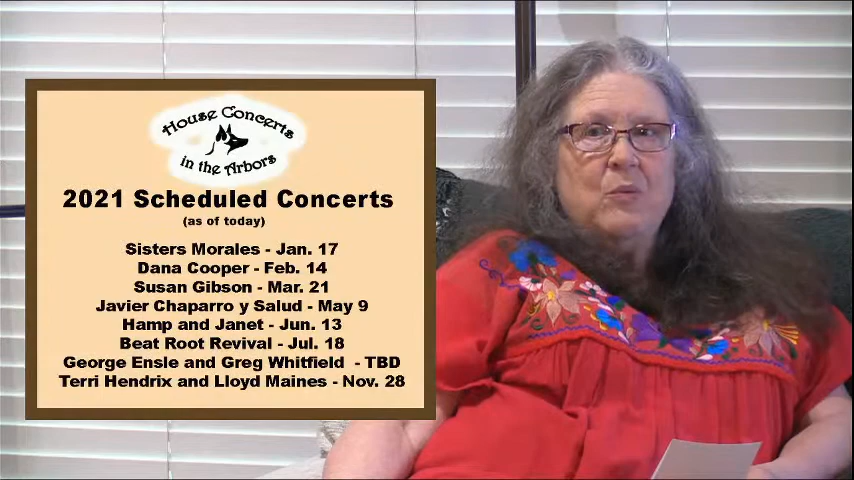 House Concerts
in the Arbors
2021 Scheduled Concerts
(as of today)
Sisters Morales - Jan. 17
Dana Cooper - Feb. 14
Susan Gibson - Mar. 21
Javier Chaparro y Salud - May 9
Hamp and Janet - Jun. 13
Beat Root Revival - Jul. 18
George Ensle and Greg Whitfield - TBD
Terri Hendrix and Lloyd Maines - Nov. 28